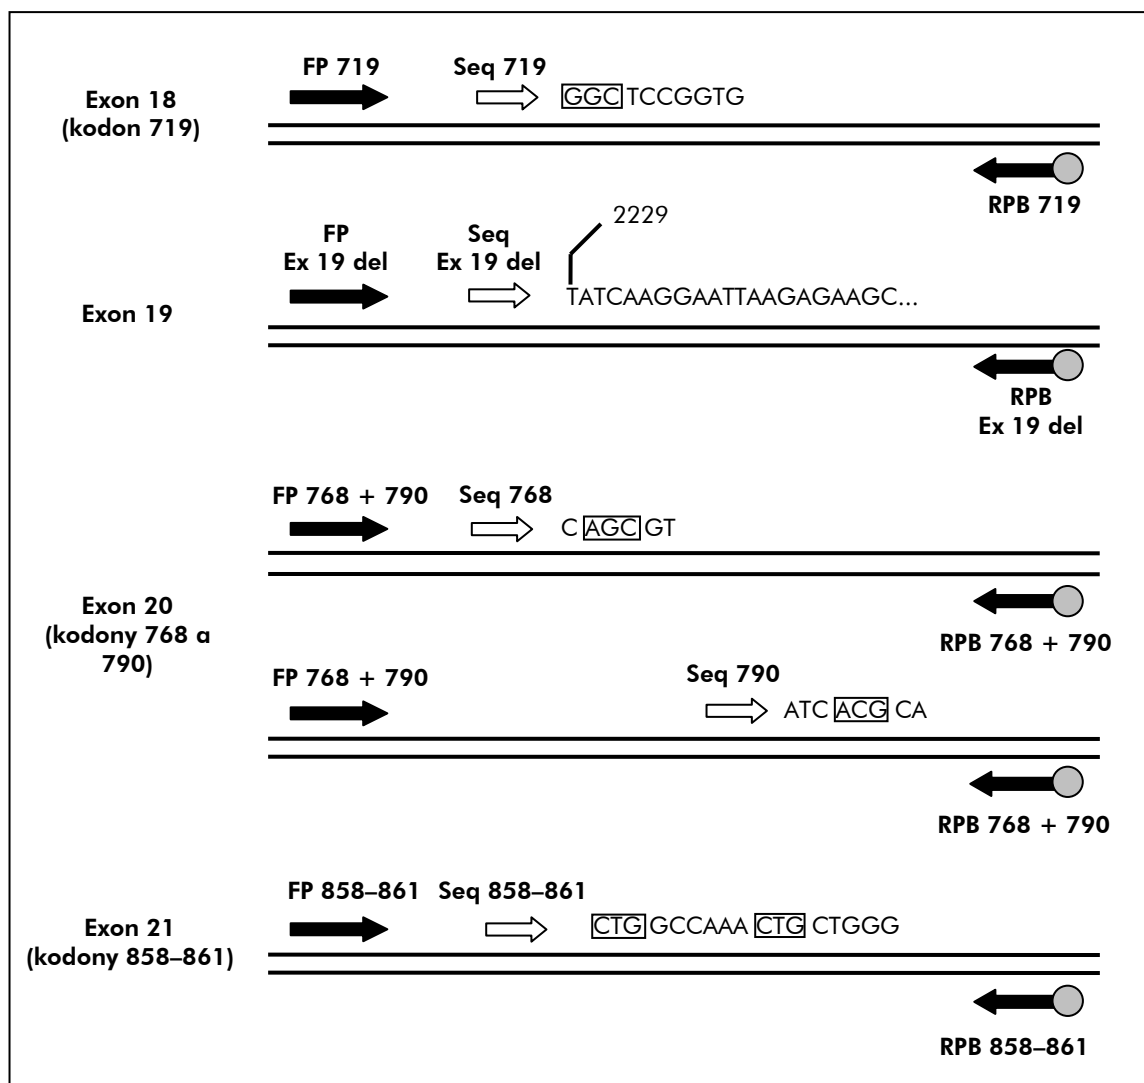 FP 719
Seq 719
GGC TCCGGTG
Exon 18
(kodon 719)
RPB 719
2229
FP
Ex 19 del
Seq
Ex 19 del
TATCAAGGAATTAAGAGAAGC...
Exon 19
RPB
Ex 19 del
FP 768 + 790
Seq 768
C AGC GT
Exon 20
(kodony 768 a
790)
RPB 768 + 790
FP 768 + 790
Seq 790
ATC ACG CA
RPB 768 + 790
FP 858–861
Seq 858–861
CTG GCCAAA CTG CTGGG
Exon 21
(kodony 858–861)
RPB 858–861